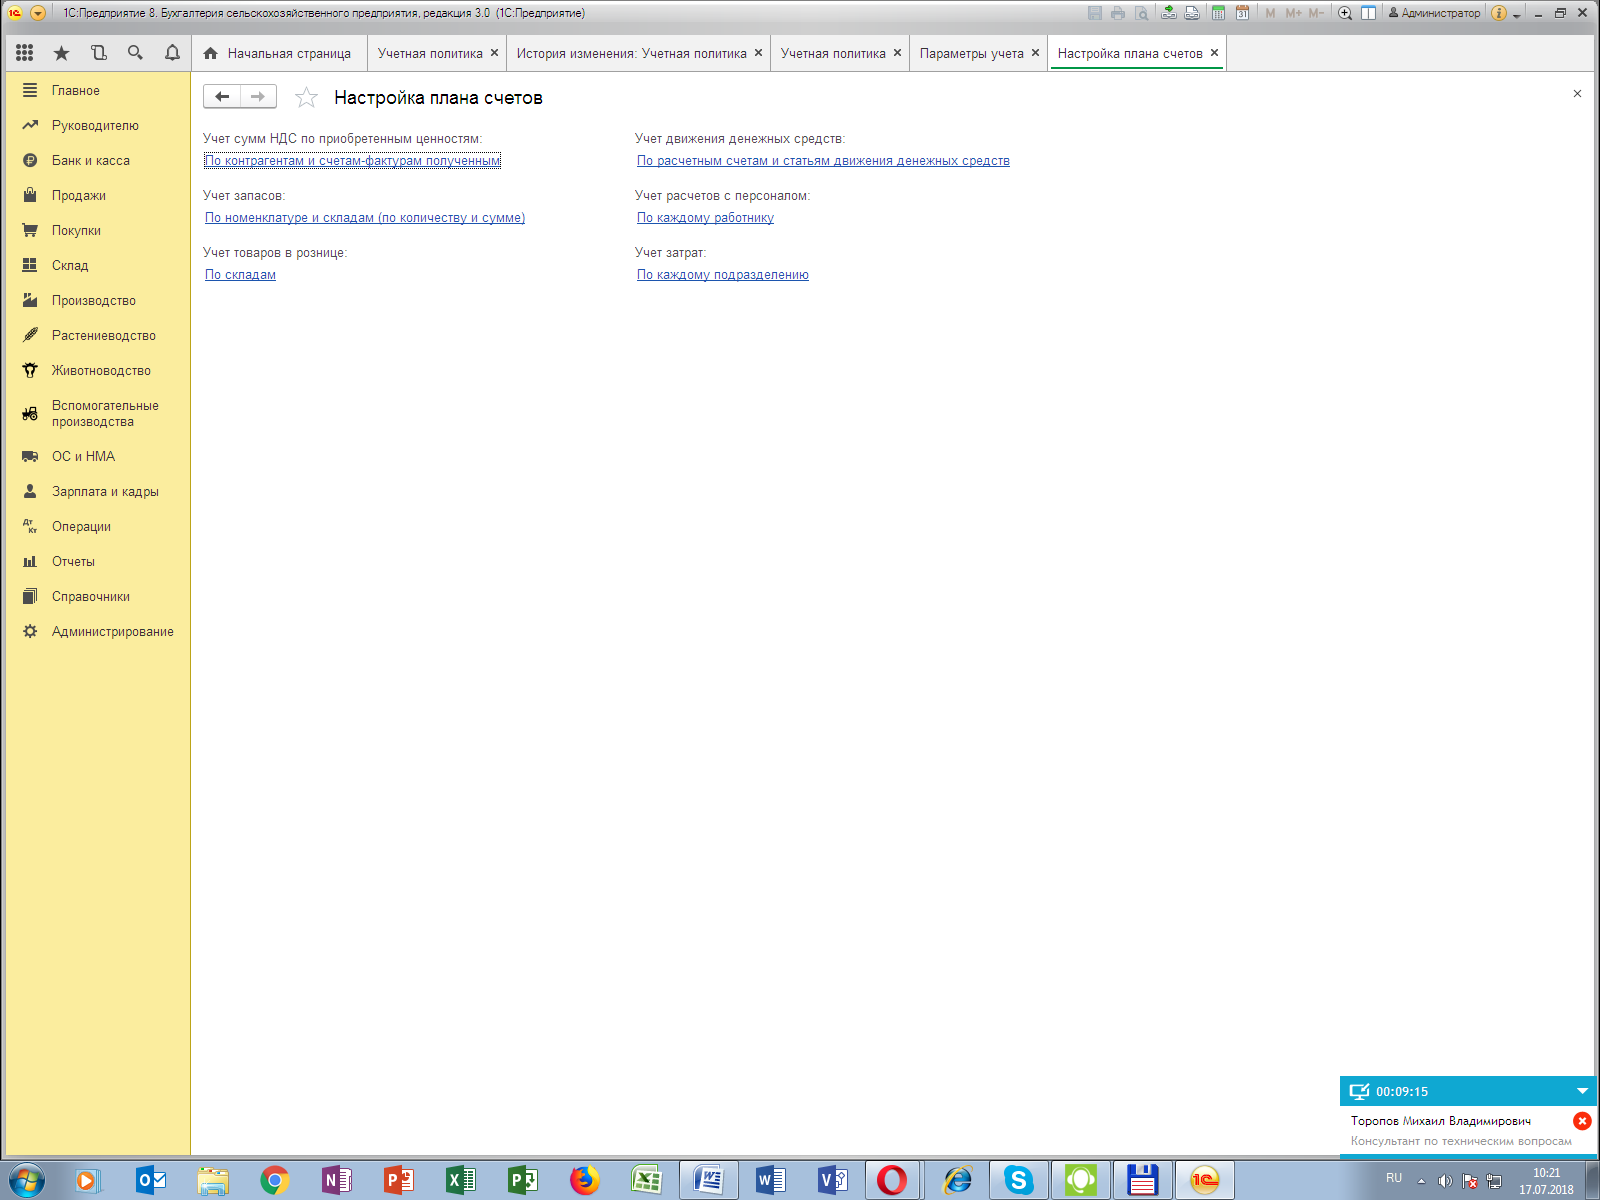 1С:Предприятие 8. Бухгалтерия сельскохозяйственного предприятия, редакция 3.0 (1С:Предприятие)
31
M M+ M-
Администратор
Начальная страница
Учетная политика
История изменения: Учетная политика
Учетная политика
Параметры учета
Настройка плана счетов
Главное
Руководителю
Банк и касса
Продажи
Покупки
Склад
Производство
Растениеводство
Животноводство
Вспомогательные
производства
ОС и НМА
Зарплата и кадры
Дт
Кт
Операции
Отчеты
Справочники
Администрирование
Настройка плана счетов
Учет сумм НДС по приобретенным ценностям:
По контрагентам и счетам-фактурам полученным
Учет запасов:
По номенклатуре и складам (по количеству и сумме)
Учет товаров в рознице:
По складам
Учет движения денежных средств:
По расчетным счетам и статьям движения денежных средств
Учет расчетов с персоналом:
По каждому работнику
Учет затрат:
По каждому подразделению
00:09:15
Торопов Михаил Владимирович
Консультант по техническим вопросам
RU
10:21
17.07.2018